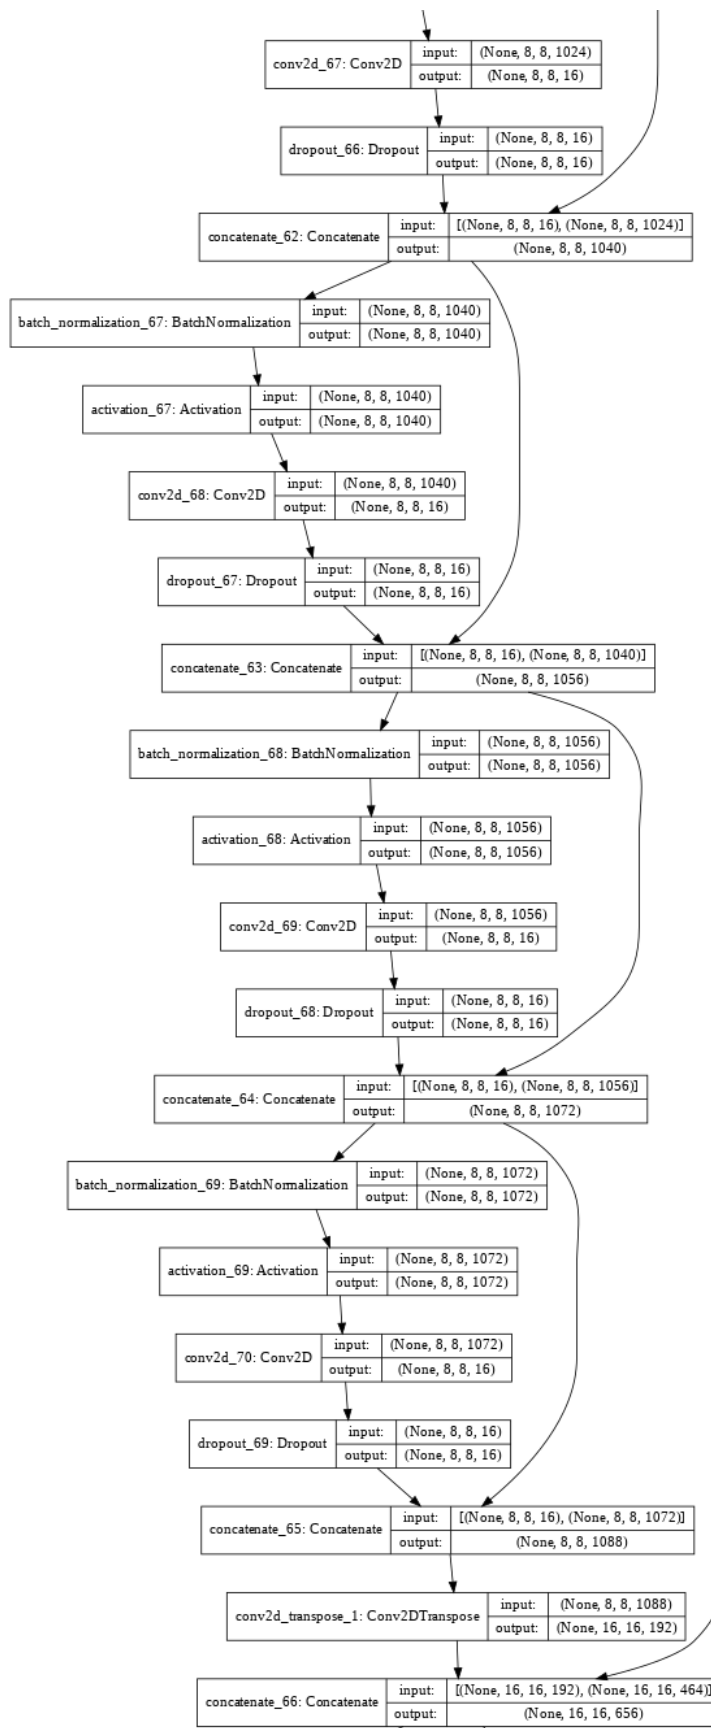 conv2d_67: Conv2D input: (None, 8, 8, 1024)
output: (None, 8, 8, 16)
dropout_66: Dropout input: (None, 8, 8, 16)
output: (None, 8, 8, 16)
concatenate_62: Concatenate input: [(None, 8, 8, 16), (None, 8, 8, 1024)]
output: (None, 8, 8, 1040)
batch_normalization_67: BatchNormalization input: (None, 8, 8, 1040)
output: (None, 8, 8, 1040)
activation_67: Activation input: (None, 8, 8, 1040)
output: (None, 8, 8, 1040)
conv2d_68: Conv2D input: (None, 8, 8, 1040)
output: (None, 8, 8, 16)
dropout_67: Dropout input: (None, 8, 8, 16)
output: (None, 8, 8, 16)
concatenate_63: Concatenate input: [(None, 8, 8, 16), (None, 8, 8, 1040)]
output: (None, 8, 8, 1056)
batch_normalization_68: BatchNormalization input: (None, 8, 8, 1056)
output: (None, 8, 8, 1056)
activation_68: Activation input: (None, 8, 8, 1056)
output: (None, 8, 8, 1056)
conv2d_69: Conv2D input: (None, 8, 8, 1056)
output: (None, 8, 8, 16)
dropout_68: Dropout input: (None, 8, 8, 16)
output: (None, 8, 8, 16)
concatenate_64: Concatenate input: [(None, 8, 8, 16), (None, 8, 8, 1056)]
output: (None, 8, 8, 1072)
batch_normalization_69: BatchNormalization input: (None, 8, 8, 1072)
output: (None, 8, 8, 1072)
activation_69: Activation input: (None, 8, 8, 1072)
output: (None, 8, 8, 1072)
conv2d_70: Conv2D input: (None, 8, 8, 1072)
output: (None, 8, 8, 16)
dropout_69: Dropout input: (None, 8, 8, 16)
output: (None, 8, 8, 16)
concatenate_65: Concatenate input: [(None, 8, 8, 16), (None, 8, 8, 1072)]
output: (None, 8, 8, 1088)
conv2d_transpose_1: Conv2DTranspose input: (None, 8, 8, 1088)
output: (None, 16, 16, 192)
concatenate_66: Concatenate input: [(None, 16, 16, 192), (None, 16, 16, 464)]
output: (None, 16, 16, 656)